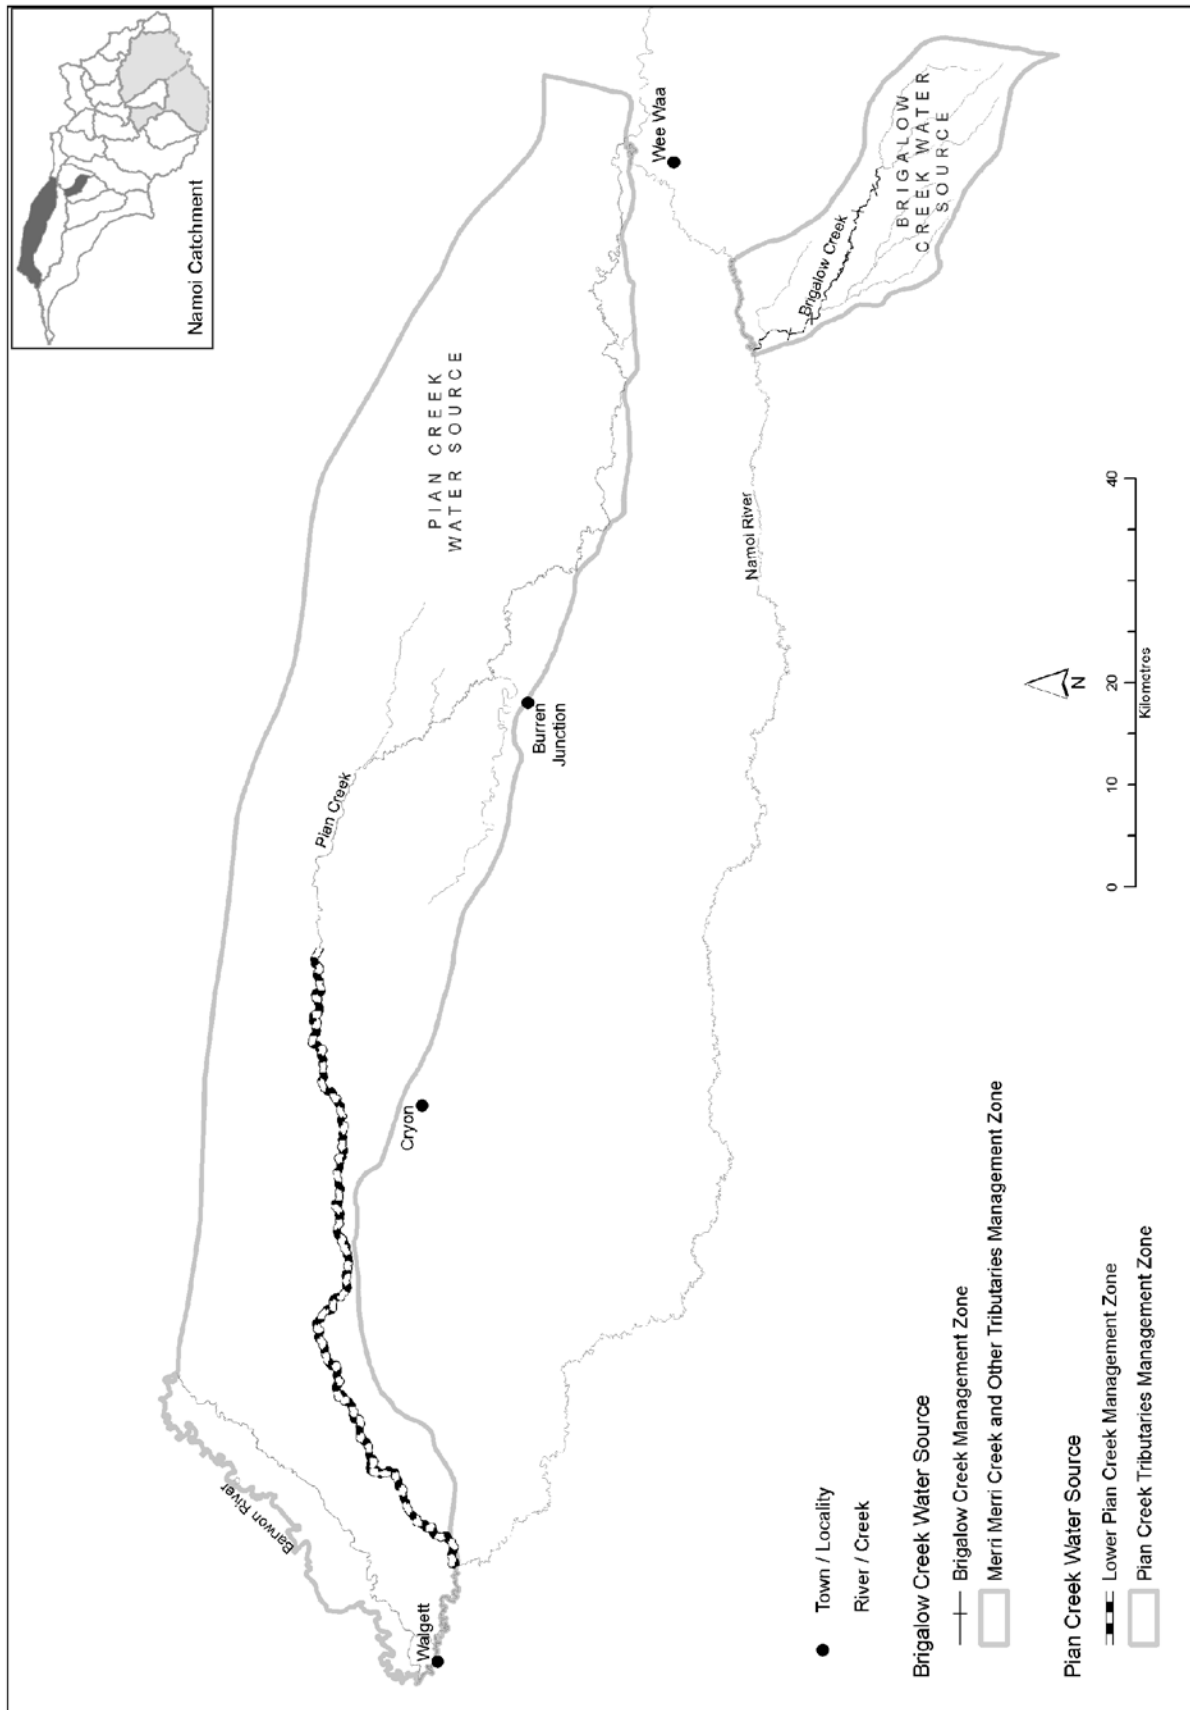 Namoi Catchment
PIAN CREEK
WATER SOURCE
Wee Waa
BRIGALOW
CREEK WATER
SOURCE
Brigalow Creek
Pian Creek
Burren
Junction
Namoi River
Cryon
Barwon River
Walgett
Town / Locality
River / Creek
Brigalow Creek Water Source
Brigalow Creek Management Zone
Merri Merri Creek and Other Tributaries Management Zone
Pian Creek Water Source
Lower Pian Creek Management Zone
Pian Creek Tributaries Management Zone
N
0 10 20 40
Kilometres